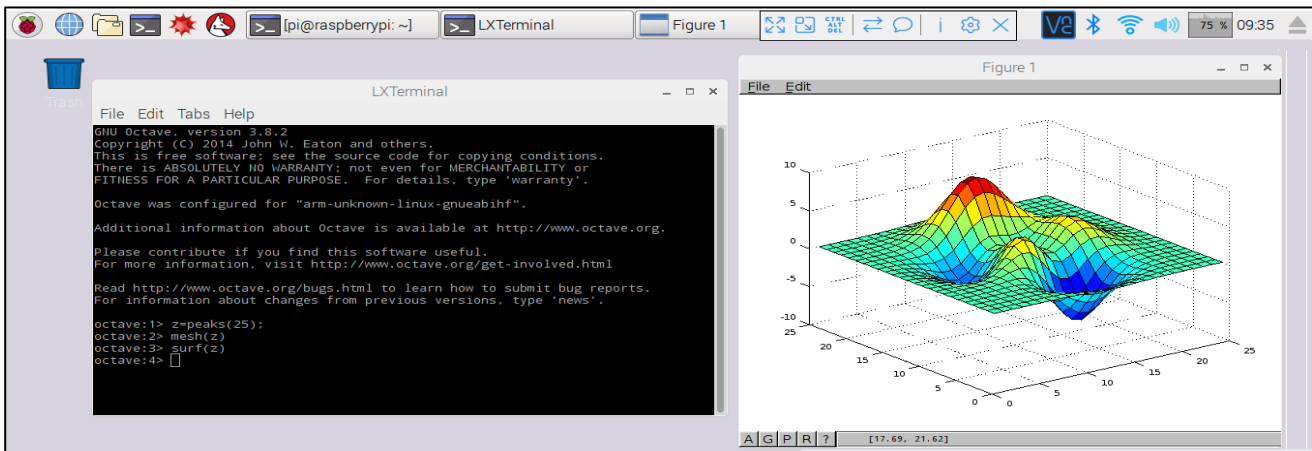 [pi@raspberrypi: ~] LXTerminal Figure 1 CTRL ALT DEL V2 75 % 09:35
Trash
LXTerminal
File Edit Tabs Help
GNU Octave, version 3.8.2
Copyright (C) 2014 John W. Eaton and others.
This is free software; see the source code for copying conditions.
There is ABSOLUTELY NO WARRANTY; not even for MERCHANTABILITY or
FITNESS FOR A PARTICULAR PURPOSE.  For details, type 'warranty'.
Octave was configured for "arm-unknown-linux-gnueabihf".
Additional information about Octave is available at http://www.octave.org.
Please contribute if you find this software useful.
For more information, visit http://www.octave.org/get-involved.html
Read http://www.octave.org/bugs.html to learn how to submit bug reports.
For information about changes from previous versions, type 'news'.
octave:1> z=peaks(25);
octave:2> mesh(z)
octave:3> surf(z)
octave:4>
Figure 1
File Edit
10
5
0
-5
-10
25
20
15
10
5
0
0
5
10
15
20
25
A G P R ? [17.69, 21.62]